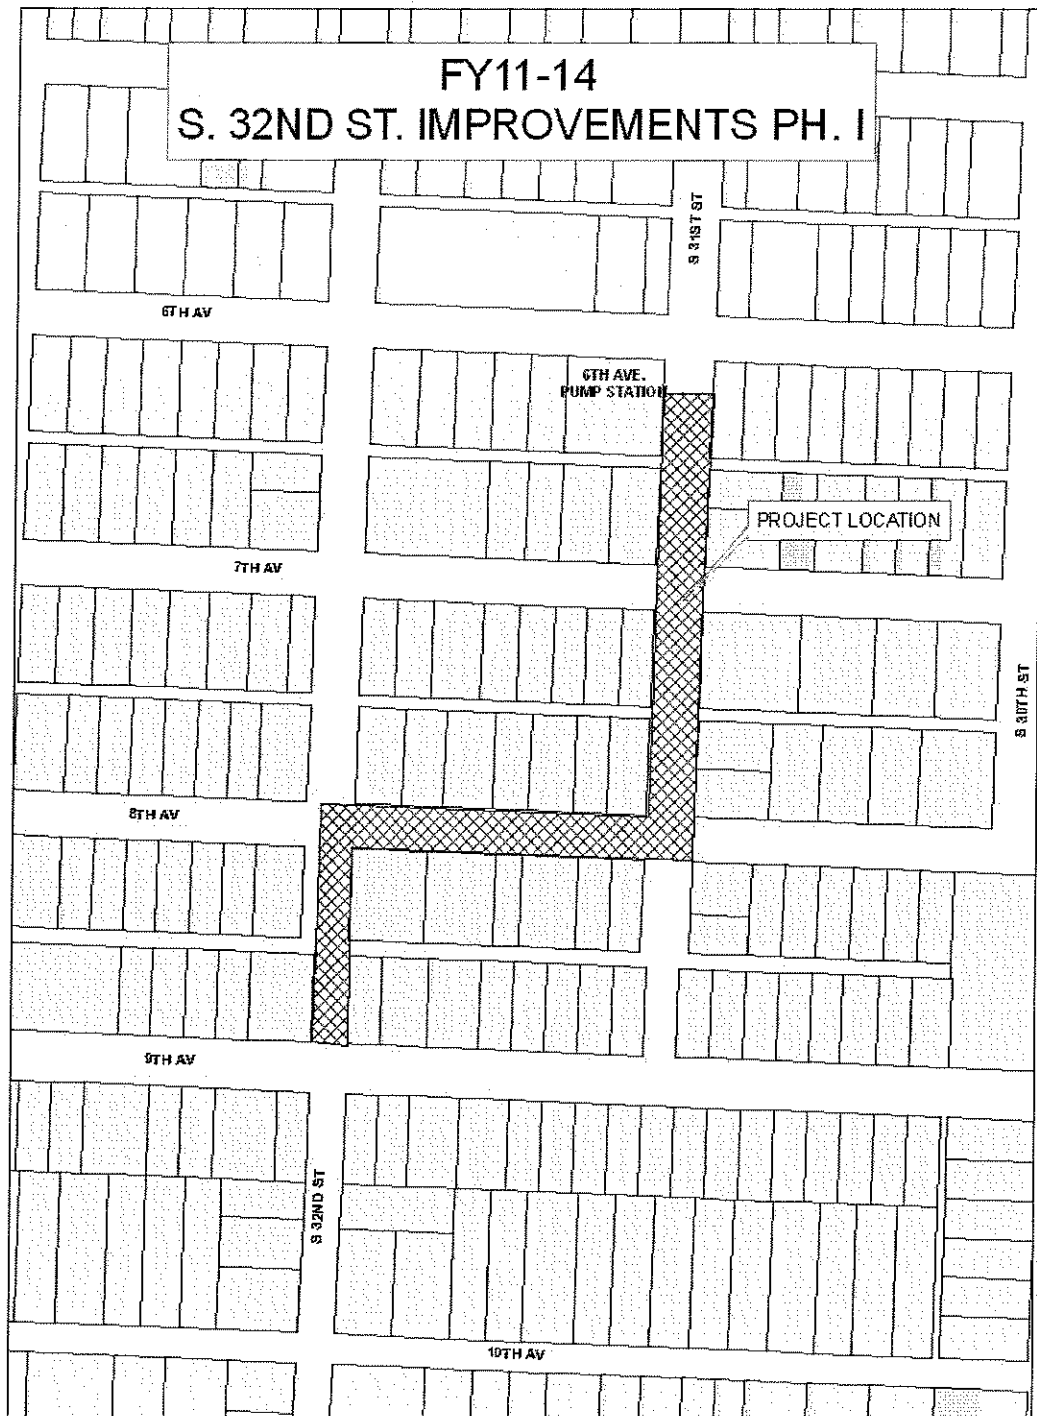 FY11-14
S. 32ND ST. IMPROVEMENTS PH. I
S 31ST ST
6TH AV
6TH AVE.
PUMP STATION
PROJECT LOCATION
7TH AV
S 30TH ST
8TH AV
9TH AV
S 32ND ST
10TH AV